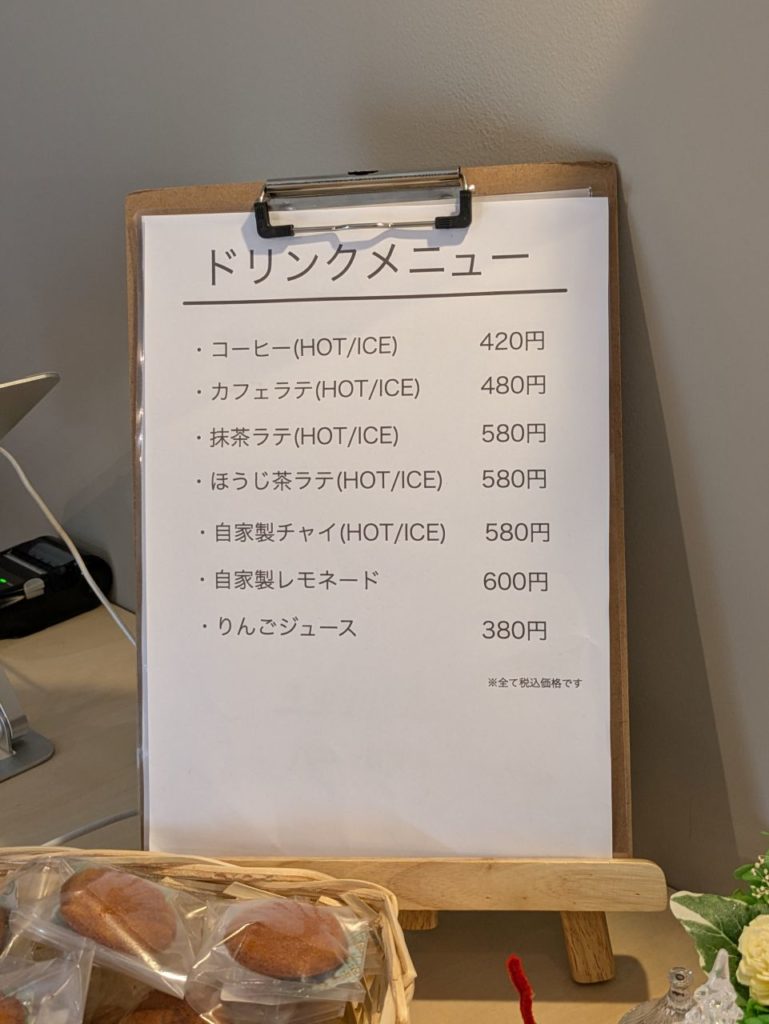 ドリンクメニュー
・コーヒー(HOT/ICE) 420円
・カフェラテ(HOT/ICE) 480円
・抹茶ラテ(HOT/ICE) 580円
・ほうじ茶ラテ(HOT/ICE) 580円
・自家製チャイ(HOT/ICE) 580円
・自家製レモネード 600円
・りんごジュース 380円
※全て税込価格です